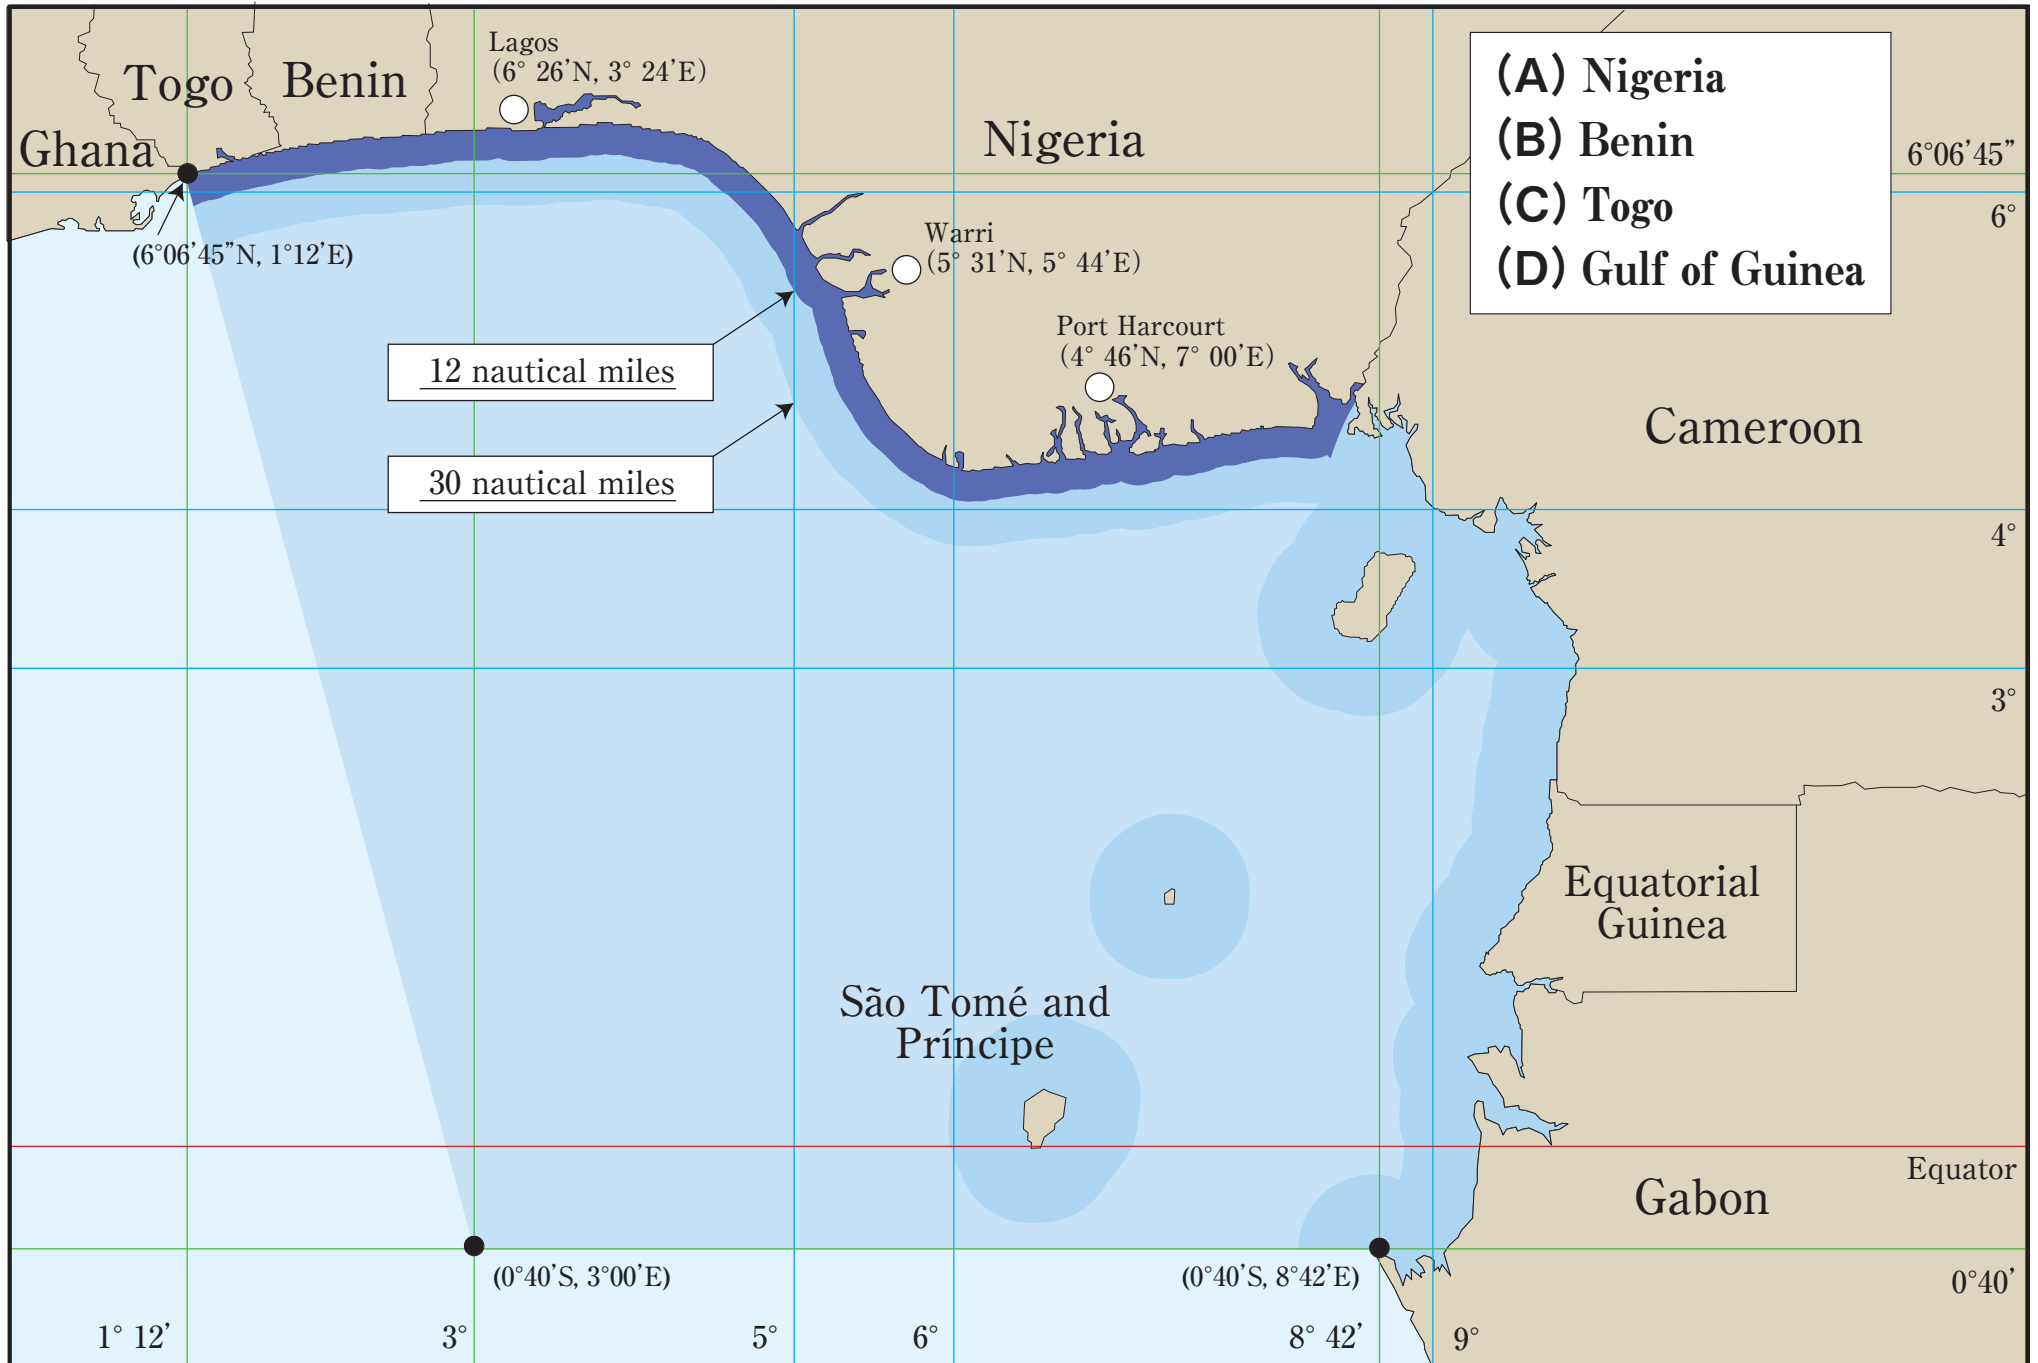 Lagos
(6° 26’N, 3° 24’E)
Togo
Benin
Ghana
Nigeria
(A) Nigeria
(B) Benin
(C) Togo
(D) Gulf of Guinea
6°06’45”
6°
(6°06’45”N, 1°12’E)
Warri
(5° 31’N, 5° 44’E)
Port Harcourt
(4° 46’N, 7° 00’E)
12 nautical miles
30 nautical miles
Cameroon
4°
3°
Equatorial
Guinea
São Tomé and
Príncipe
Equator
Gabon
(0°40’S, 3°00’E)
(0°40’S, 8°42’E)
0°40’
1° 12’
3°
5°
6°
8° 42’
9°